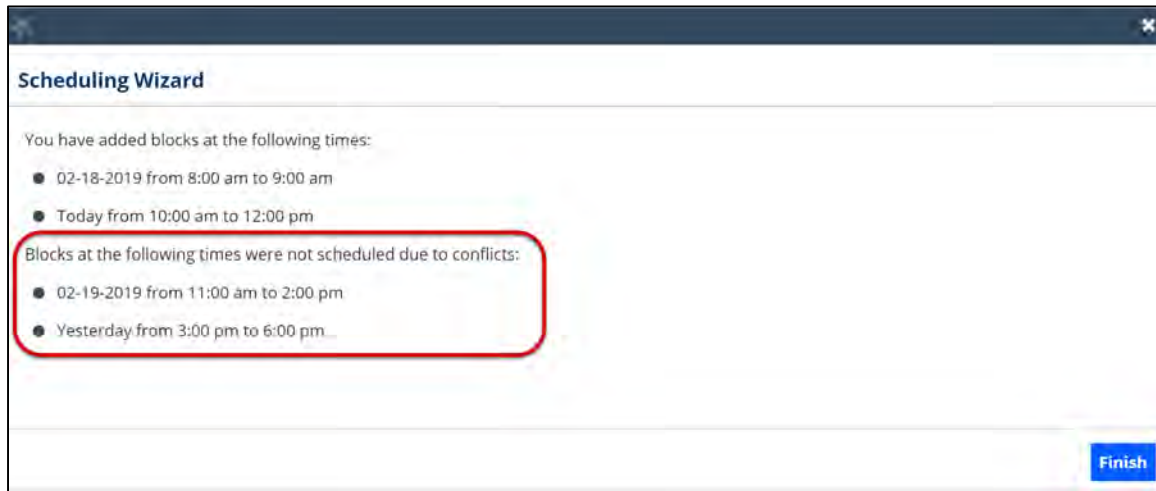 Scheduling Wizard
You have added blocks at the following times:
02-18-2019 from 8:00 am to 9:00 am
Today from 10:00 am to 12:00 pm
Blocks at the following times were not scheduled due to conflicts:
02-19-2019 from 11:00 am to 2:00 pm
Yesterday from 3:00 pm to 6:00 pm
Finish